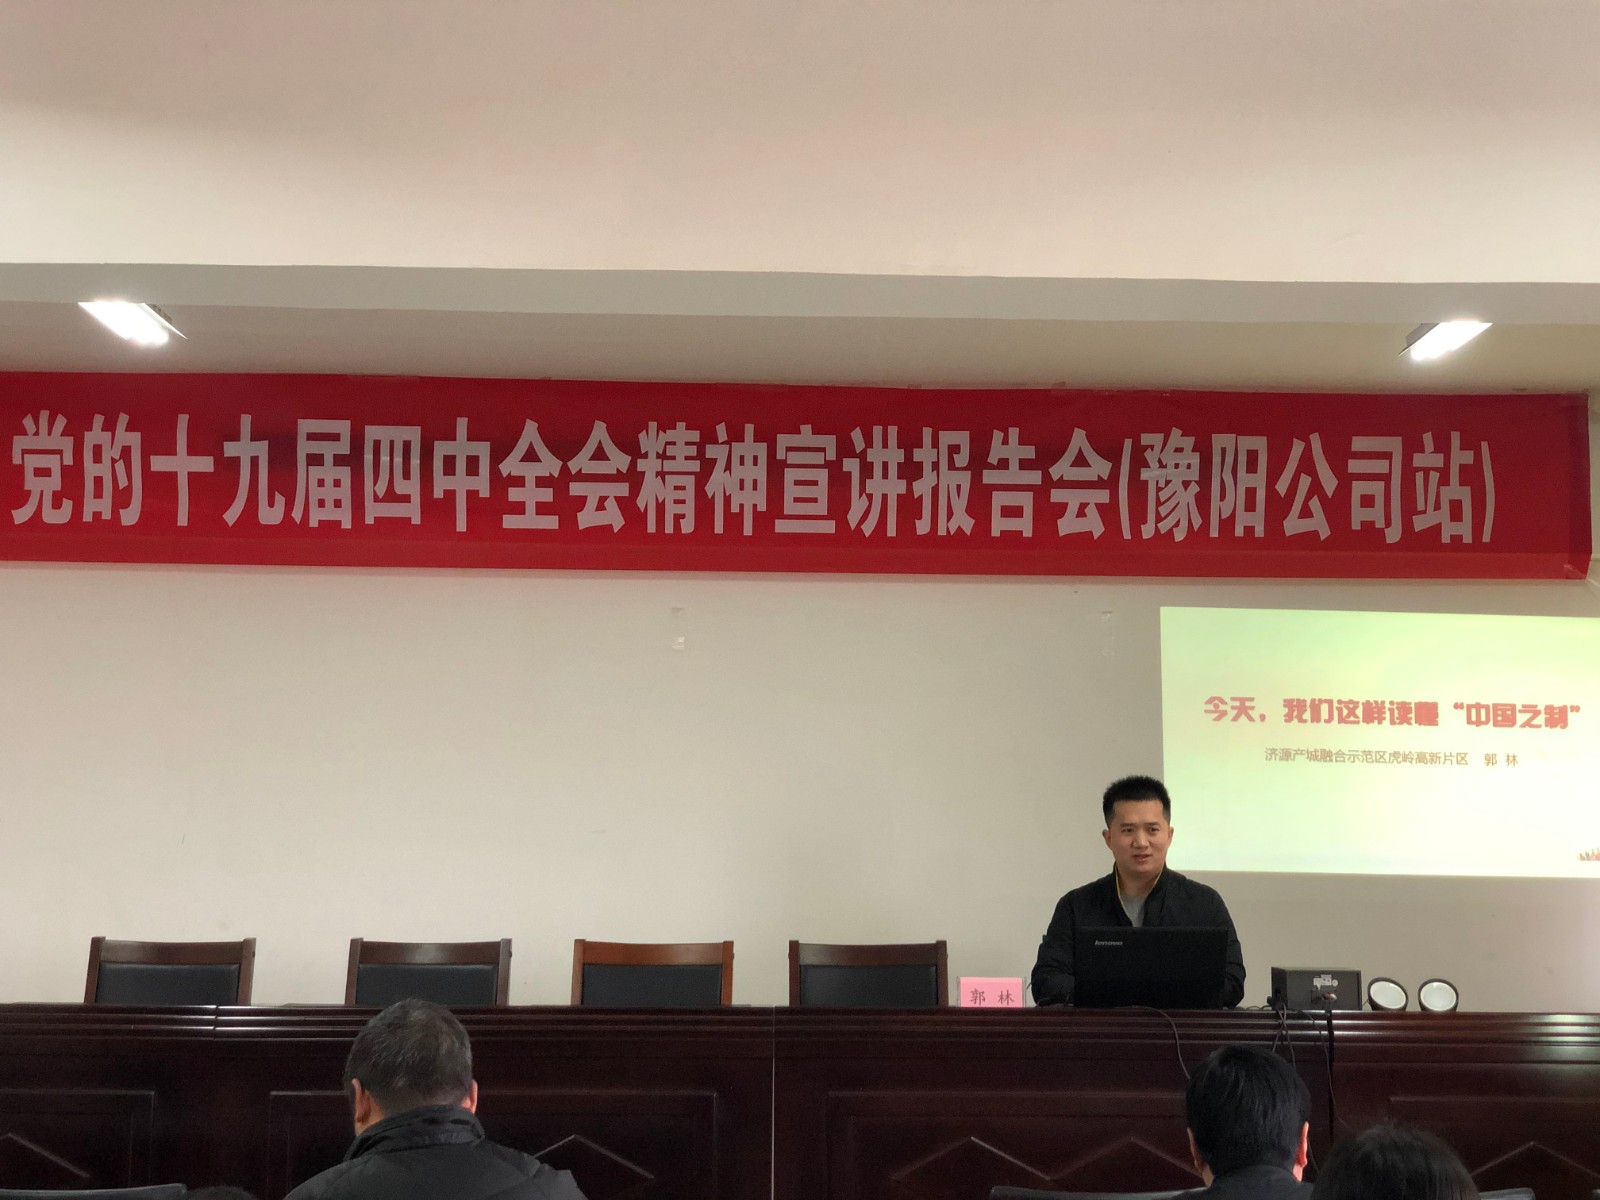 党的十九届四中全会精神宣讲报告会(豫阳公司站)
今天，我们这样读懂“中国之制”
济源产城融合示范区虎岭高新片区 郭 林
郭 林
lenovo